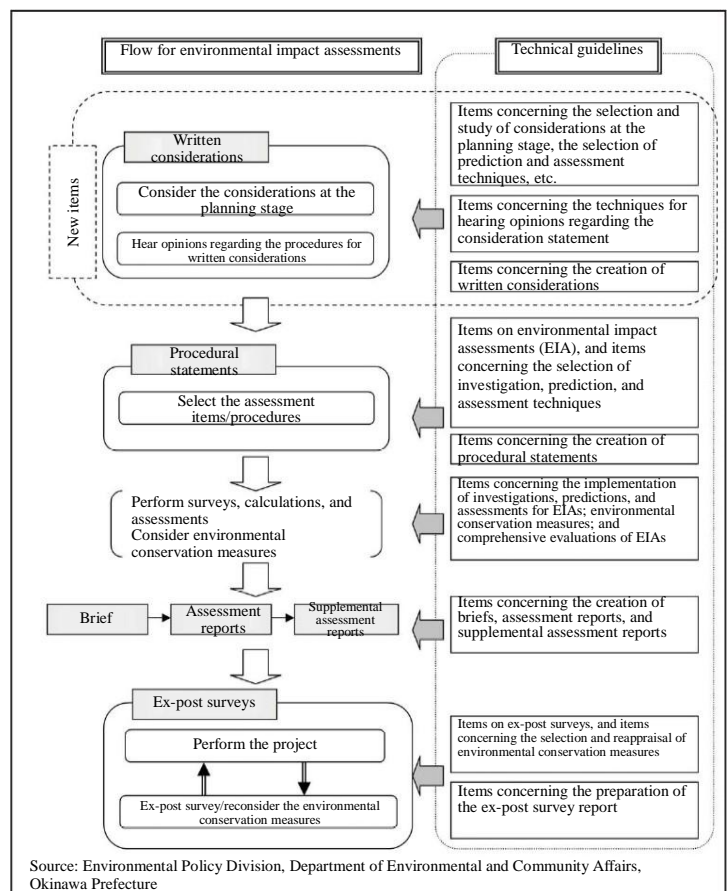 Flow for environmental impact assessments
Technical guidelines
New items
Written
considerations
Consider the considerations at the
planning stage
Hear opinions regarding the procedures for
written considerations
Items concerning the selection and
study of considerations at the
planning stage, the selection of
prediction and assessment
techniques, etc.
Items concerning the techniques for
hearing opinions regarding the
consideration statement
Items concerning the creation of
written considerations
Procedural
statements
Select the assessment
items/procedures
Items on environmental impact
assessments (EIA), and items
concerning the selection of
investigation, prediction, and
assessment techniques
Items concerning the creation of
procedural statements
Perform surveys, calculations, and
assessments
Consider environmental
conservation measures
Items concerning the implementation
of investigations, predictions, and
assessments for EIAs; environmental
conservation measures; and
comprehensive evaluations of EIAs
Brief
Assessment
reports
Supplemental
assessment
reports
Items concerning the creation of
briefs, assessment reports, and
supplemental assessment reports
Ex-post surveys
Perform the project
Ex-post survey/reconsider the environmental
conservation measures
Items on ex-post surveys, and items
concerning the selection and reappraisal of
environmental conservation measures
Items concerning the preparation of
the ex-post survey report
Source: Environmental Policy Division, Department of Environmental and Community Affairs,
Okinawa Prefecture